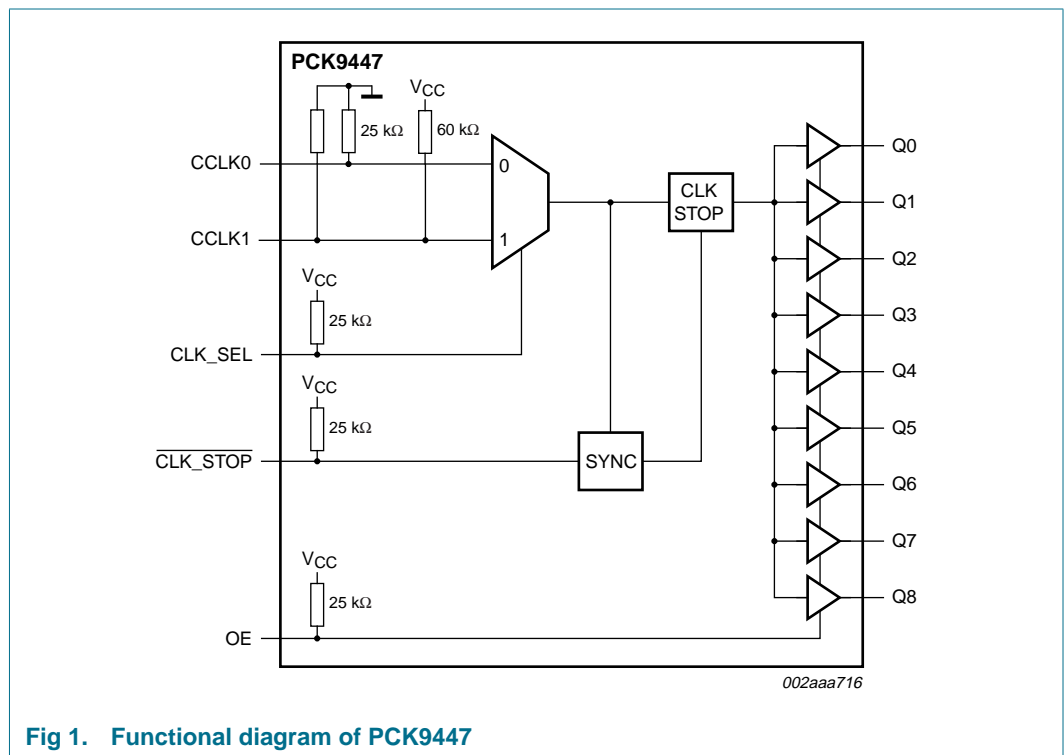 PCK9447
VCC
25 kΩ
60 kΩ
CCLK0
0
CLK
STOP
CCLK1
1
VCC
25 kΩ
CLK_SEL
VCC
25 kΩ
CLK_STOP
SYNC
VCC
25 kΩ
OE
Q0
Q1
Q2
Q3
Q4
Q5
Q6
Q7
Q8
002aaa716
Fig 1. Functional diagram of PCK9447